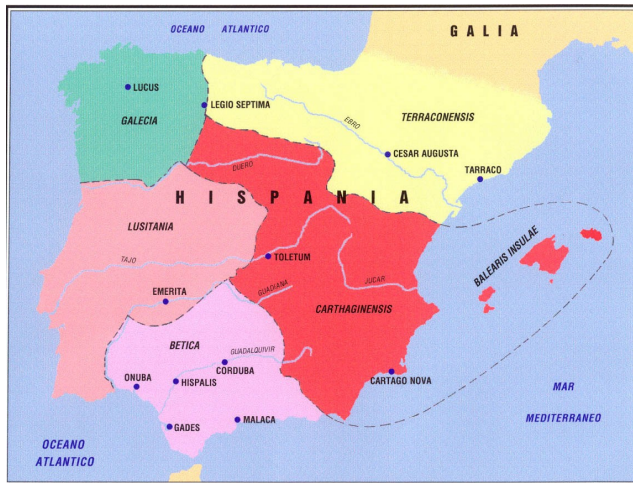 OCEANO ATLANTICO
GALIA
LUCUS
LEGIO SEPTIMA
GALECIA
EBRO
TERRACONENSIS
CESAR AUGUSTA
DUERO
TARRACO
HISPANIA
LUSITANIA
BALEARIS INSULAE
TAJO
TOLETUM
JUCAR
EMERITA
GUADIANA
CARTHAGINENSIS
BETICA
GUADALQUIVIR
CORDUBA
ONUBA
HISPALIS
CARTAGO NOVA
MAR
MEDITERRANEO
GADES
MALACA
OCEANO
ATLANTICO